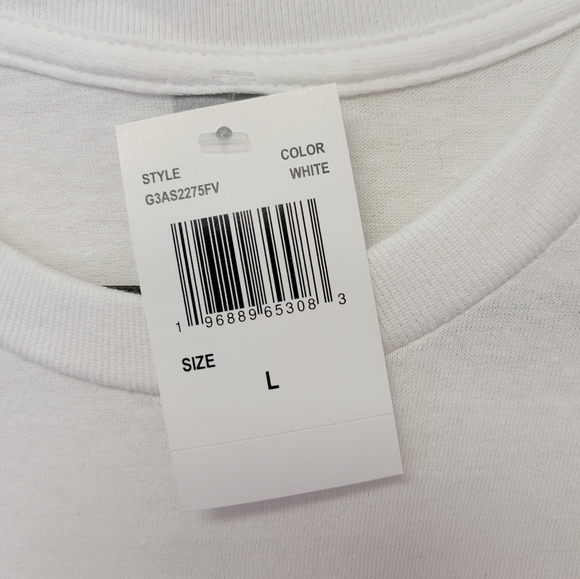 STYLE COLOR
G3AS2275FV WHITE
1 96889 65308 3
SIZE
L